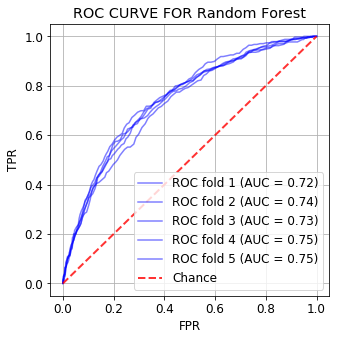 ROC CURVE FOR Random Forest
TPR
1.0
0.8
0.6
0.4
0.2
0.0
ROC fold 1 (AUC = 0.72)
ROC fold 2 (AUC = 0.74)
ROC fold 3 (AUC = 0.73)
ROC fold 4 (AUC = 0.75)
ROC fold 5 (AUC = 0.75)
Chance
0.0 0.2 0.4 0.6 0.8 1.0
FPR